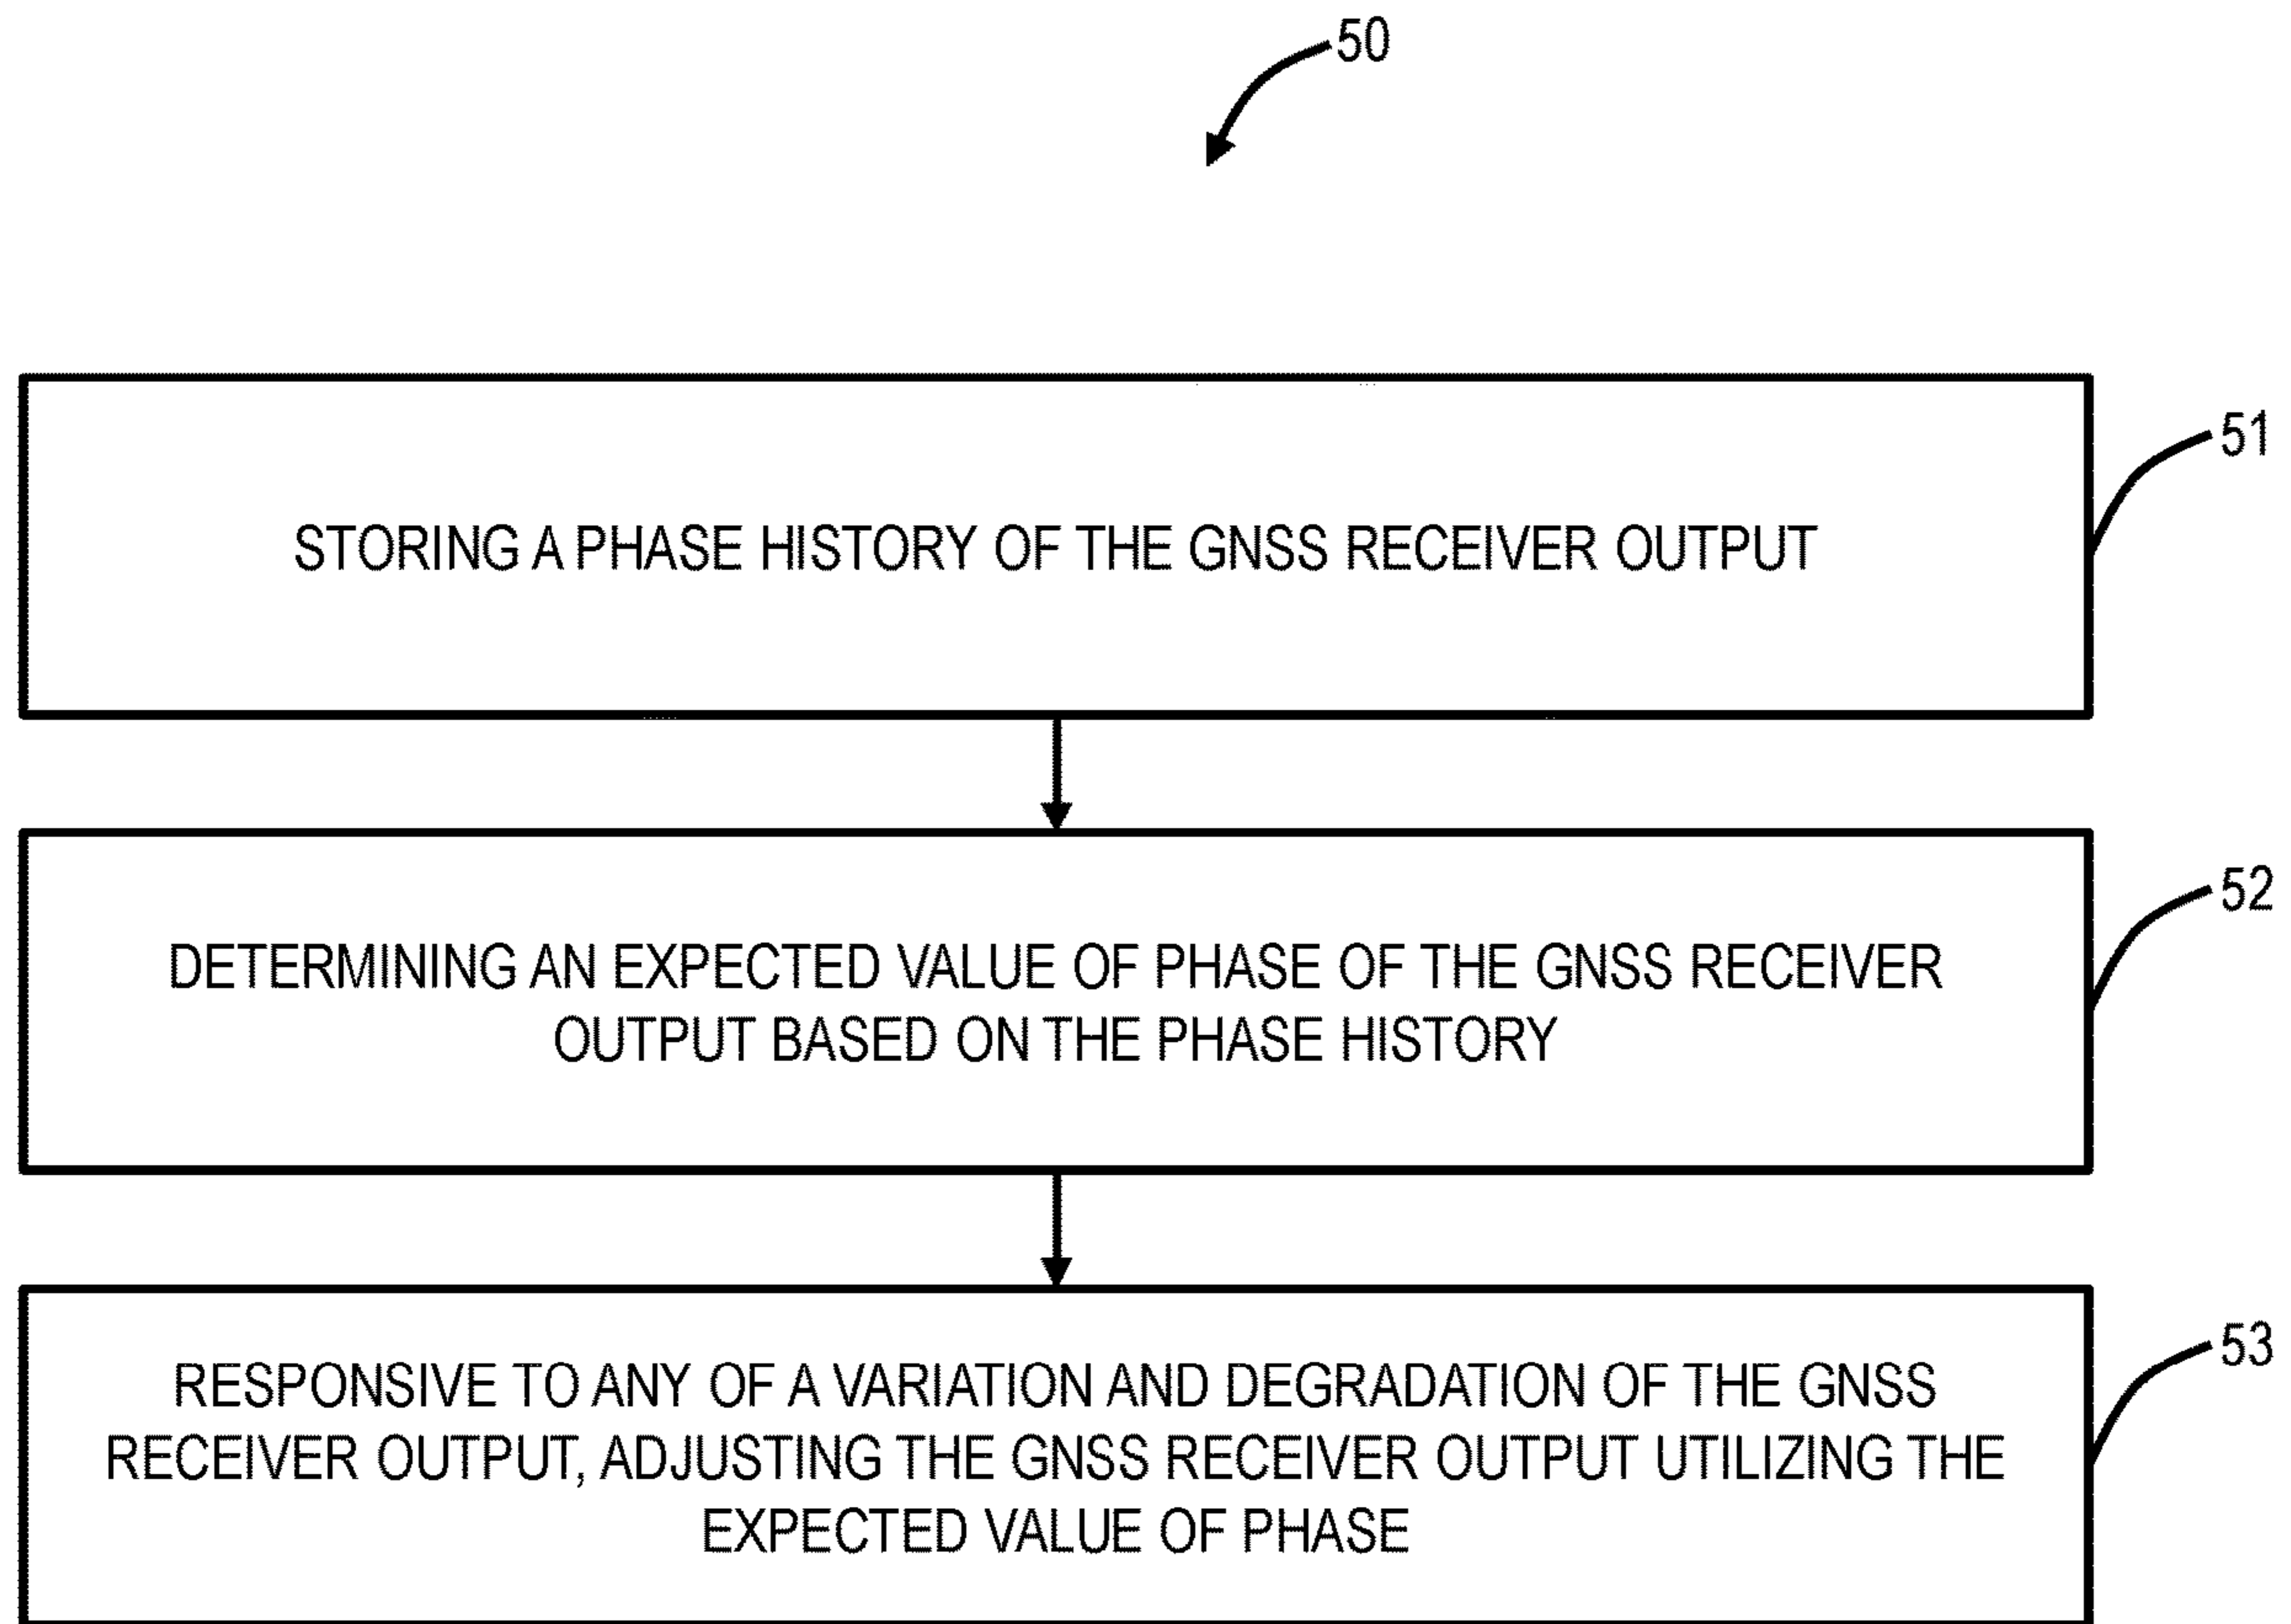 50
51
STORING A PHASE HISTORY OF THE GNSS RECEIVER OUTPUT
52
DETERMINING AN EXPECTED VALUE OF PHASE OF THE GNSS RECEIVER
OUTPUT BASED ON THE PHASE HISTORY
53
RESPONSIVE TO ANY OF A VARIATION AND DEGRADATION OF THE GNSS
RECEIVER OUTPUT, ADJUSTING THE GNSS RECEIVER OUTPUT UTILIZING THE
EXPECTED VALUE OF PHASE